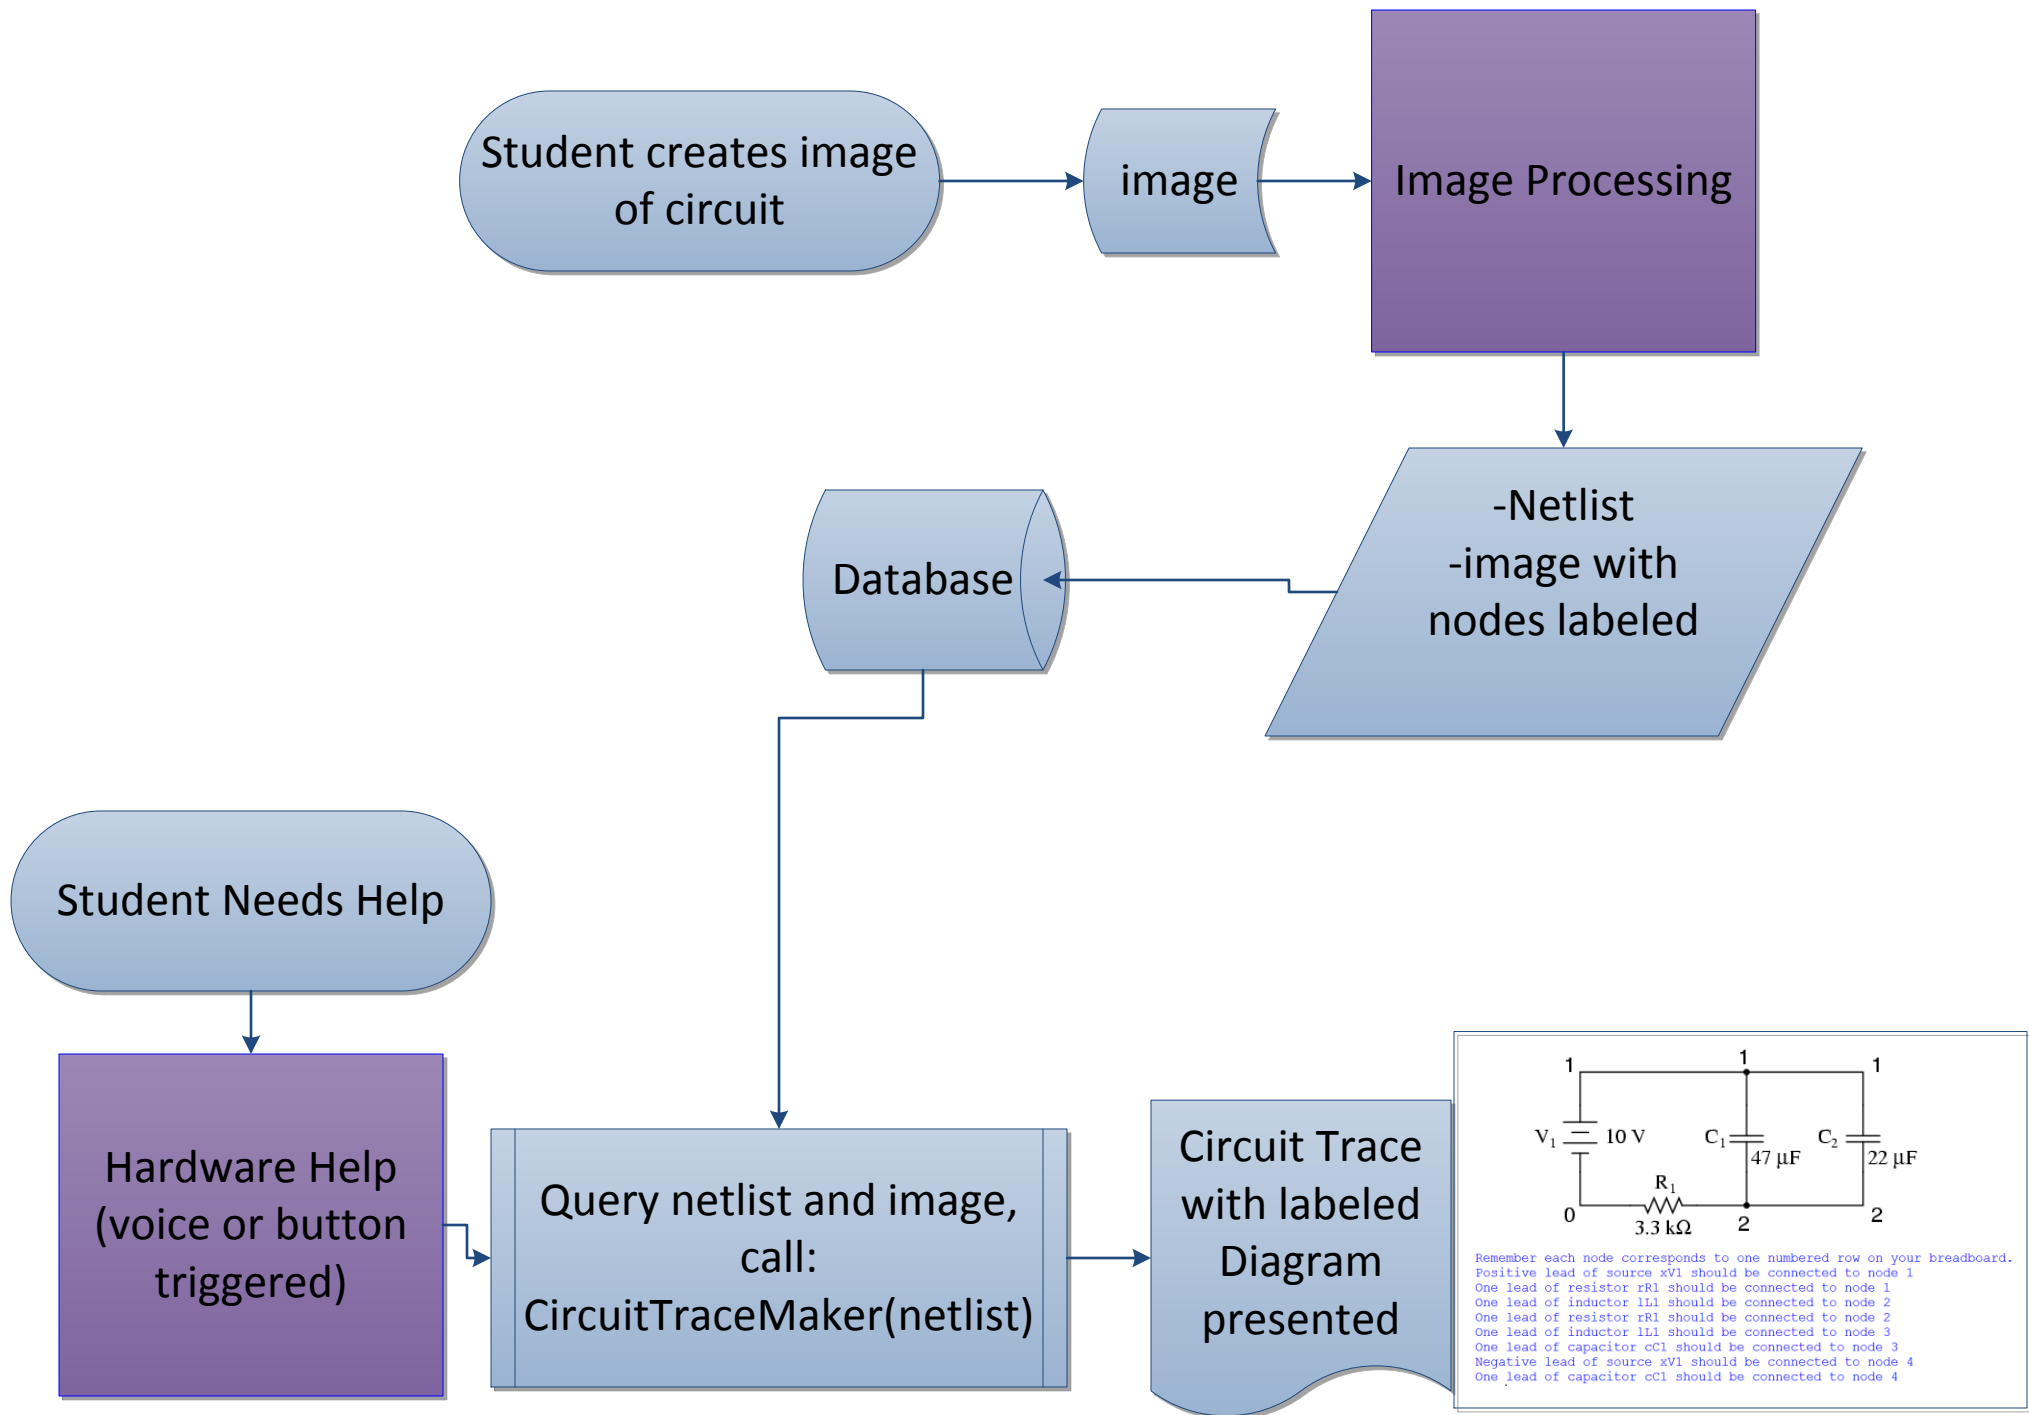 Student creates image
of circuit
image
Image Processing
-Netlist
-image with
nodes labeled
Database
Student Needs Help
Hardware Help
(voice or button
triggered)
Query netlist and image,
call:
CircuitTraceMaker(netlist)
Circuit Trace
with labeled
Diagram
presented
1 1 1
V₁ 10 V C₁ 47 μF C₂ 22 μF
R₁
0 3.3 kΩ 2 2
Remember each node corresponds to one numbered row on your breadboard.
Positive lead of source xV1 should be connected to node 1
One lead of resistor rR1 should be connected to node 1
One lead of inductor lL1 should be connected to node 2
One lead of resistor rR1 should be connected to node 2
One lead of inductor lL1 should be connected to node 3
One lead of capacitor cC1 should be connected to node 3
Negative lead of source xV1 should be connected to node 4
One lead of capacitor cC1 should be connected to node 4